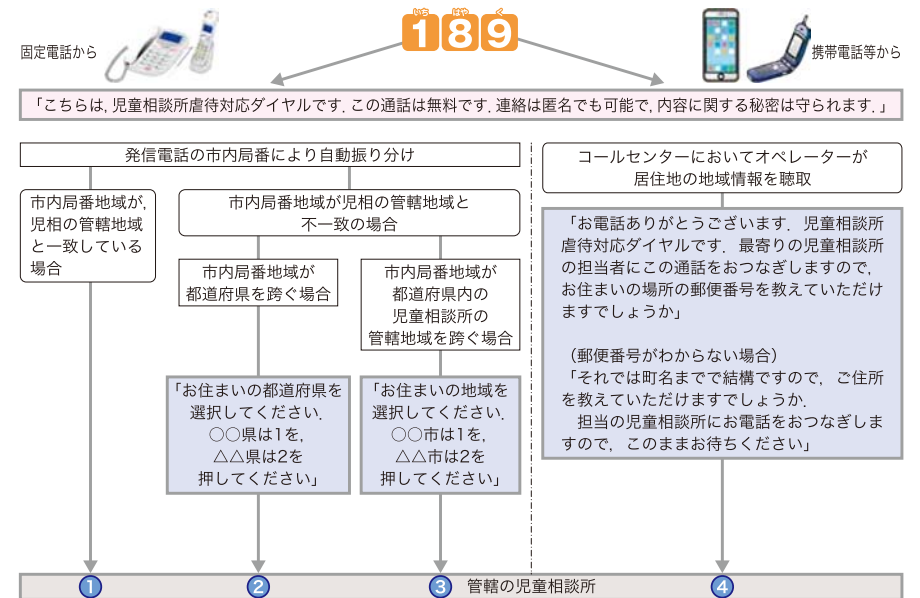 いち はや く
189
固定電話から
携帯電話等から
「こちらは，児童相談所虐待対応ダイヤルです．この通話は無料です．連絡は匿名でも可能で，内容に関する秘密は守られます．」
発信電話の市内局番により自動振り分け
市内局番地域が，
児相の管轄地域
と一致している
場合
市内局番地域が児相の管轄地域と
不一致の場合
市内局番地域が
都道府県を跨ぐ場合
市内局番地域が
都道府県内の
児童相談所の
管轄地域を跨ぐ場合
「お住まいの都道府県を
選択してください．
○○県は1を，
△△県は2を
押してください」
「お住まいの地域を
選択してください．
○○市は1を，
△△市は2を
押してください」
コールセンターにおいてオペレーターが
居住地の地域情報を聴取
「お電話ありがとうございます．児童相談所
虐待対応ダイヤルです．最寄りの児童相談所
の担当者にこの通話をおつなぎしますので，
お住まいの場所の郵便番号を教えていただけ
ますでしょうか」
（郵便番号がわからない場合）
「それでは町名までで結構ですので，ご住所
を教えていただけますでしょうか．
担当の児童相談所にお電話をおつなぎしま
すので，このままお待ちください」
1 2 3 管轄の児童相談所 4